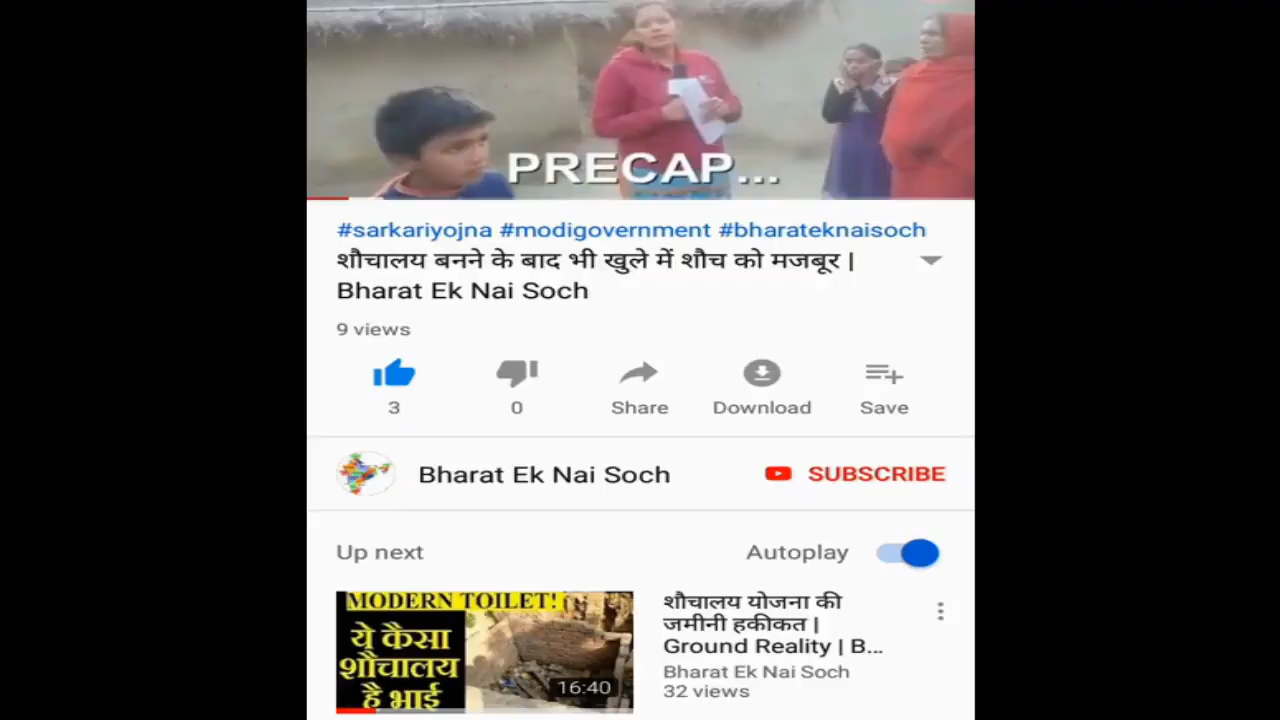 PRECAP...
#sarkariyojna #modigovernment #bharateknaisoch
शौचालय बनने के बाद भी खुले में शौच को मजबूर |
Bharat Ek Nai Soch
9 views
3
0
Share
Download
Save
Bharat Ek Nai Soch
SUBSCRIBE
Up next
Autoplay
MODERN TOILET!
ये कैसा
शौचालय
है भाई
16:40
शौचालय योजना की
जमीनी हकीकत |
Ground Reality | B...
Bharat Ek Nai Soch
32 views